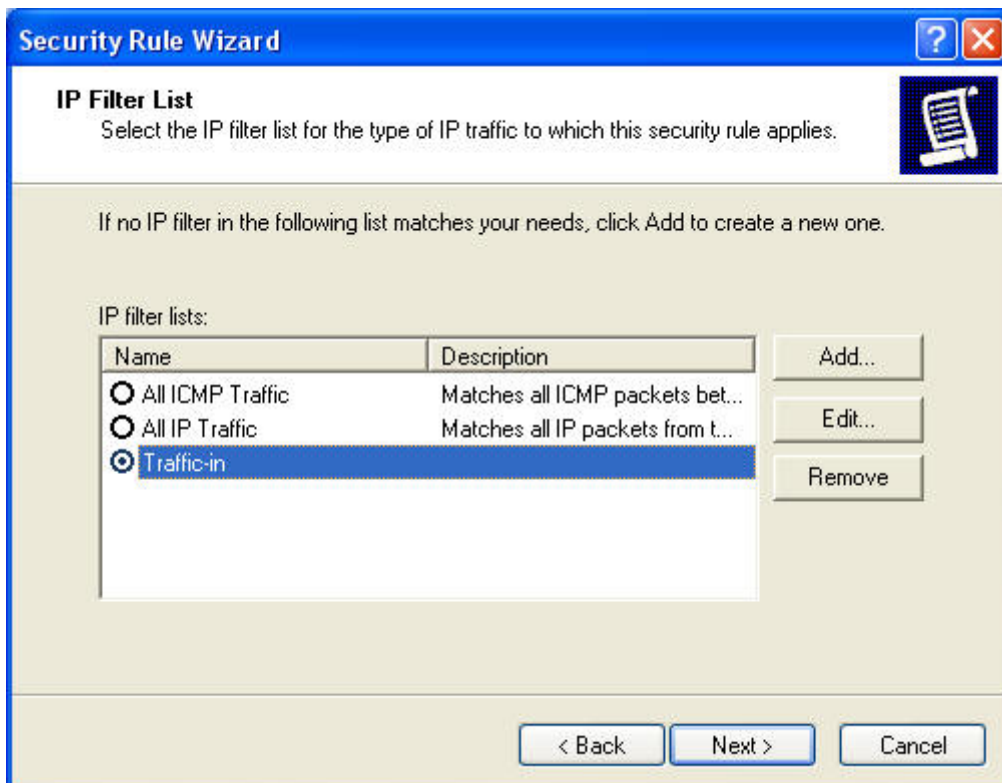 Security Rule Wizard
?
IP Filter List
Select the IP filter list for the type of IP traffic to which this security rule applies.
If no IP filter in the following list matches your needs, click Add to create a new one.
IP filter lists:
Name Description
All ICMP Traffic Matches all ICMP packets bet...
All IP Traffic Matches all IP packets from t...
Traffic-in
Add...
Edit...
Remove
< Back Next > Cancel